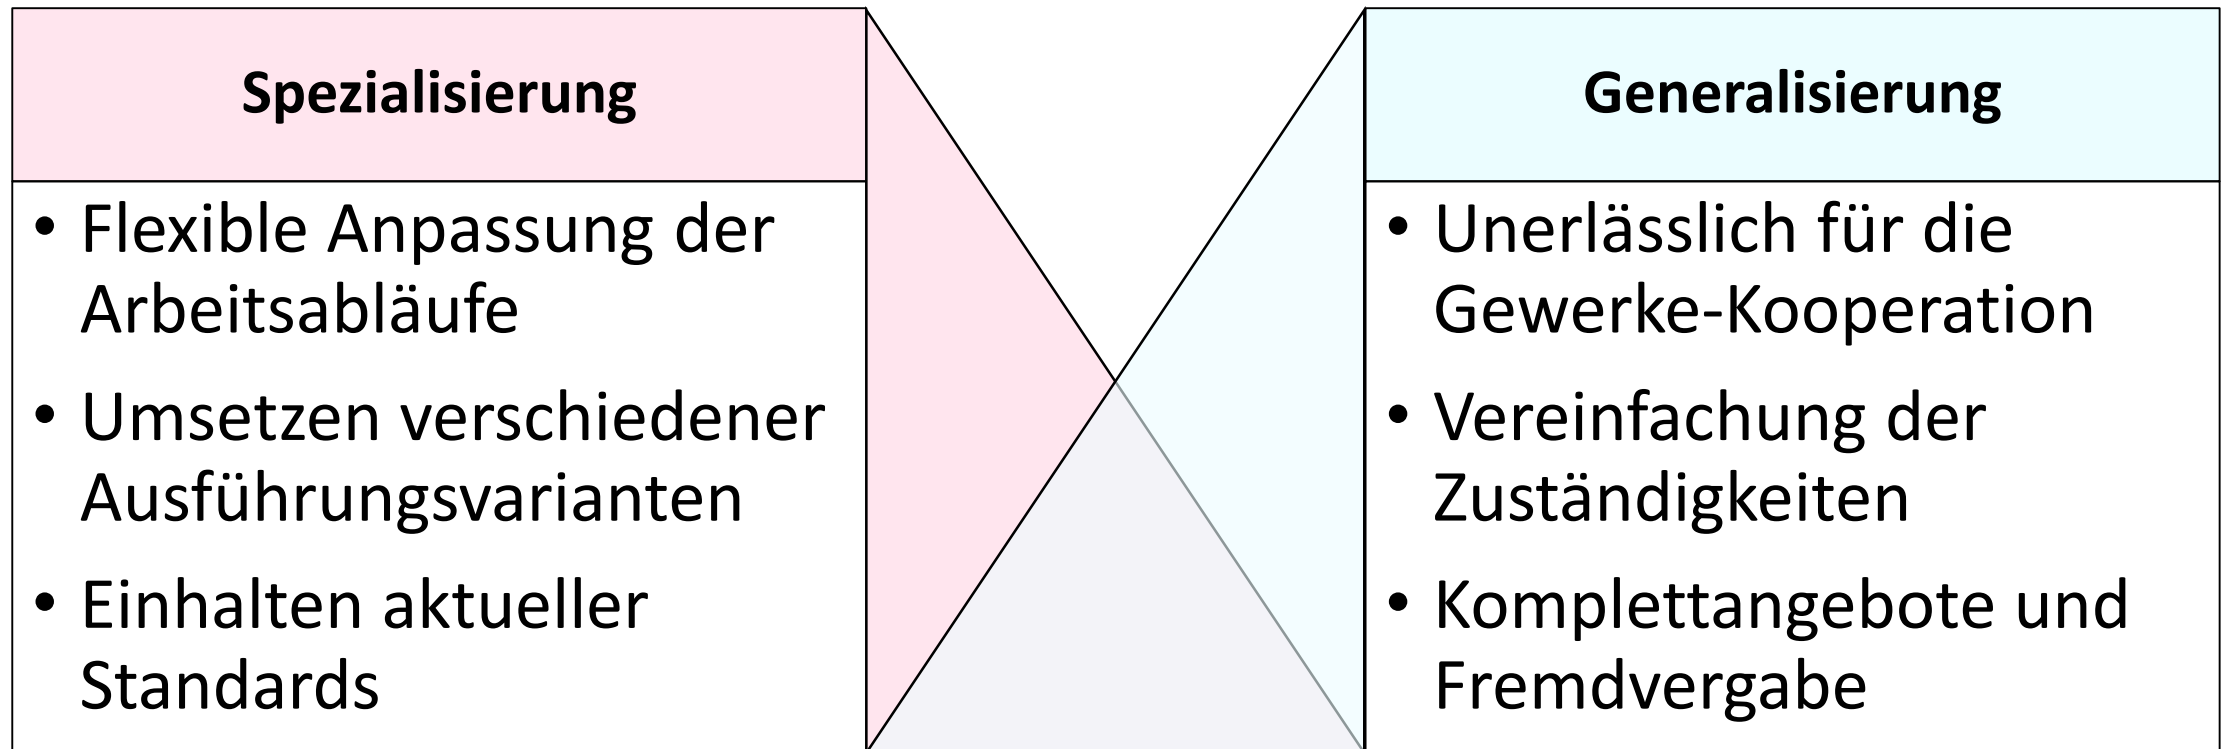 Spezialisierung
• Flexible Anpassung der
Arbeitsabläufe
• Umsetzen verschiedener
Ausführungsvarianten
• Einhalten aktueller
Standards
Generalisierung
• Unerlässlich für die
Gewerke-Kooperation
• Vereinfachung der
Zuständigkeiten
• Komplettangebote und
Fremdvergabe